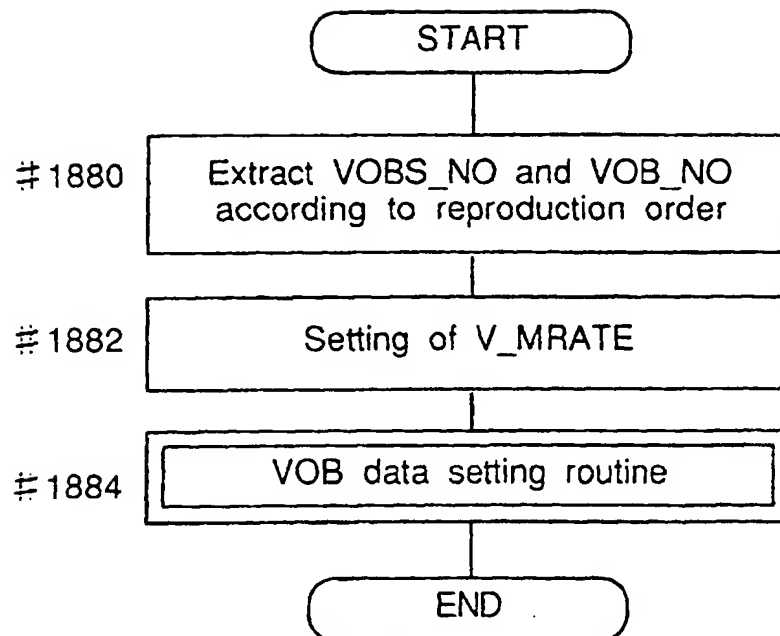 START
#1880
Extract VOBS_NO and VOB_NO
according to reproduction order
#1882
Setting of V_MRATE
#1884
VOB data setting routine
END